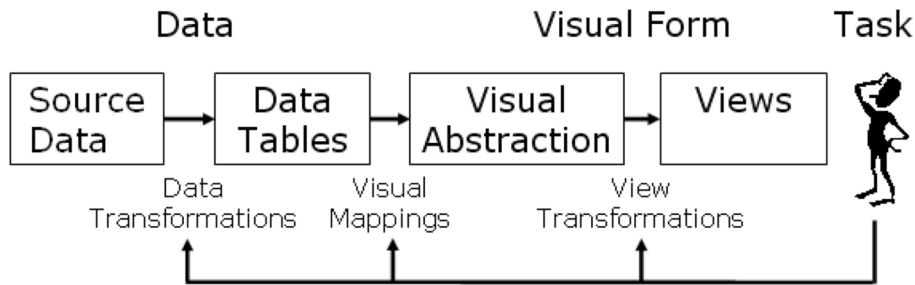 Data
Visual Form
Task
Source
Data
Data
Tables
Visual
Abstraction
Views
Data
Transformations
Visual
Mappings
View
Transformations